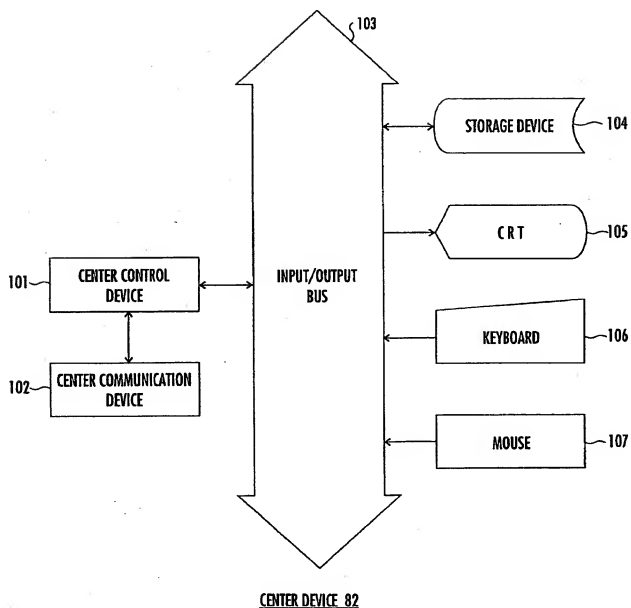 103
STORAGE DEVICE
104
CRT
105
101
CENTER CONTROL
DEVICE
INPUT/OUTPUT
BUS
KEYBOARD
106
102
CENTER COMMUNICATION
DEVICE
MOUSE
107
CENTER DEVICE 82